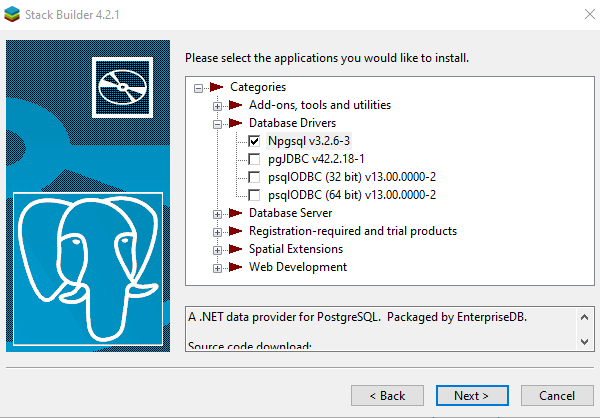 Stack Builder 4.2.1
Please select the applications you would like to install.
Categories
Add-ons, tools and utilities
Database Drivers
Npgsql v3.2.6-3
pgJDBC v42.2.18-1
psqlODBC (32 bit) v13.00.0000-2
psqlODBC (64 bit) v13.00.0000-2
Database Server
Registration-required and trial products
Spatial Extensions
Web Development
A .NET data provider for PostgreSQL. Packaged by EnterpriseDB.
Source code download:
< Back
Next >
Cancel